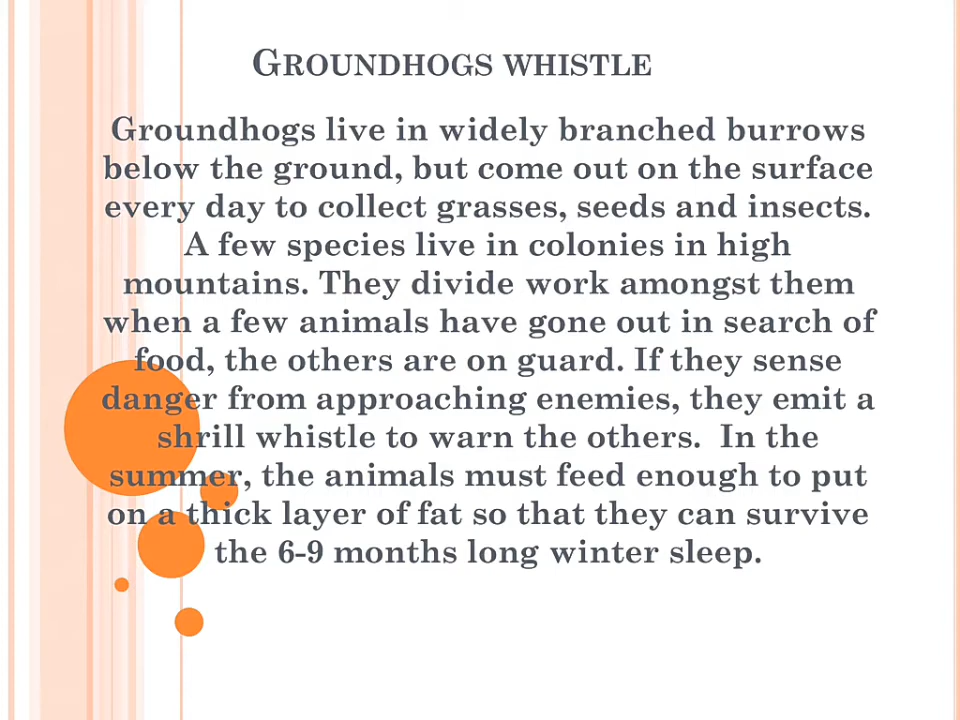 GROUNDHOGS WHISTLE
Groundhogs live in widely branched burrows
below the ground, but come out on the surface
every day to collect grasses, seeds and insects.
A few species live in colonies in high
mountains. They divide work amongst them
when a few animals have gone out in search of
food, the others are on guard. If they sense
danger from approaching enemies, they emit a
shrill whistle to warn the others.  In the
summer, the animals must feed enough to put
on a thick layer of fat so that they can survive
the 6-9 months long winter sleep.